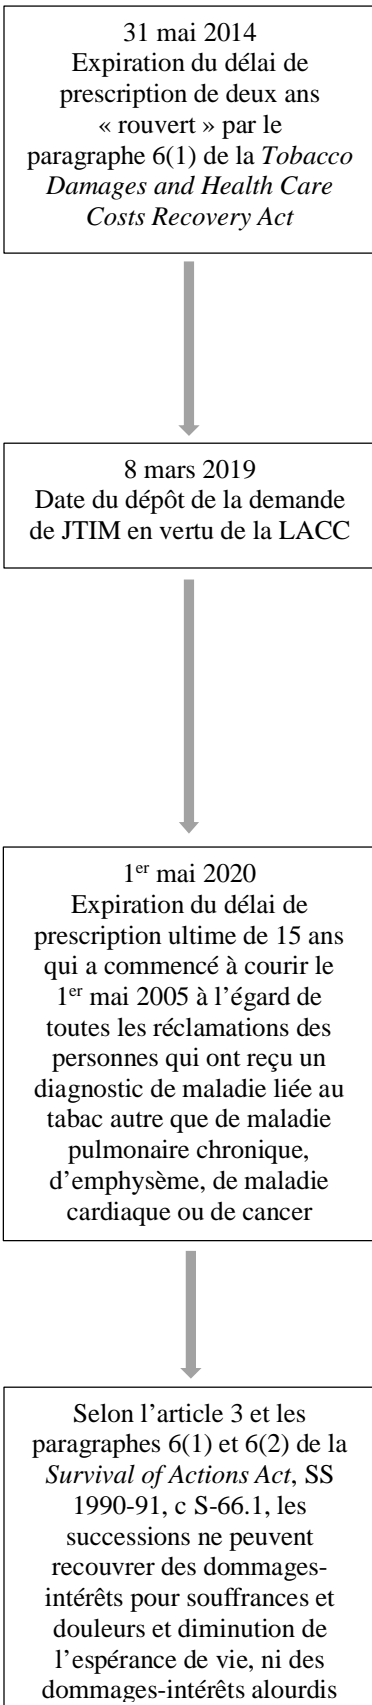 31 mai 2014
Expiration du délai de
prescription de deux ans
« rouvert » par le
paragraphe 6(1) de la Tobacco
Damages and Health Care
Costs Recovery Act
8 mars 2019
Date du dépôt de la demande
de JTIM en vertu de la LACC
1er mai 2020
Expiration du délai de
prescription ultime de 15 ans
qui a commencé à courir le
1er mai 2005 à l’égard de
toutes les réclamations des
personnes qui ont reçu un
diagnostic de maladie liée au
tabac autre que de maladie
pulmonaire chronique,
d’emphysème, de maladie
cardiaque ou de cancer
Selon l’article 3 et les
paragraphes 6(1) et 6(2) de la
Survival of Actions Act, SS
1990-91, c S-66.1, les
successions ne peuvent
recouvrer des dommages-
intérêts pour souffrances et
douleurs et diminution de
l’espérance de vie, ni des
dommages-intérêts alourdis